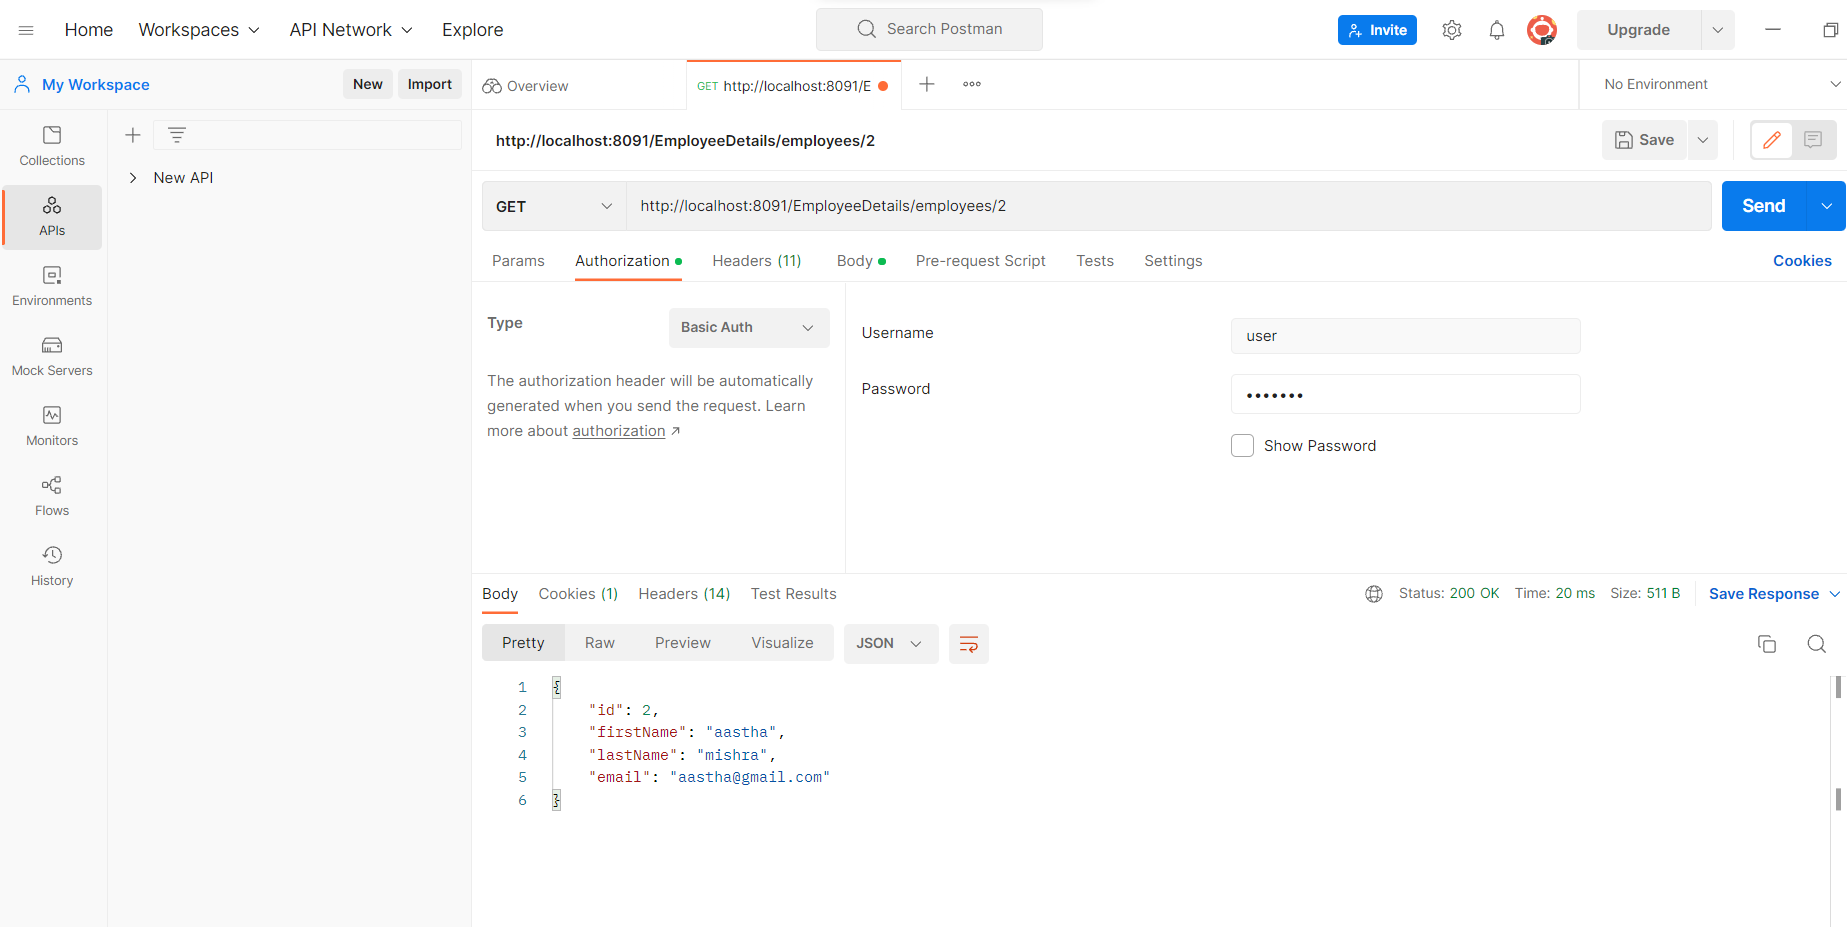 Home Workspaces API Network Explore Search Postman Invite Upgrade
My Workspace New Import Overview GET http://localhost:8091/E No Environment
Collections
APIs
Environments
Mock Servers
Monitors
Flows
History
New API
http://localhost:8091/EmployeeDetails/employees/2 Save
GET http://localhost:8091/EmployeeDetails/employees/2 Send
Params Authorization Headers (11) Body Pre-request Script Tests Settings Cookies
Type Basic Auth
The authorization header will be automatically
generated when you send the request. Learn
more about authorization ↗
Username user
Password •••••••
Show Password
Body Cookies (1) Headers (14) Test Results Status: 200 OK Time: 20 ms Size: 511 B Save Response
Pretty Raw Preview Visualize JSON
1 {
2 "id": 2,
3 "firstName": "aastha",
4 "lastName": "mishra",
5 "email": "aastha@gmail.com"
6 }